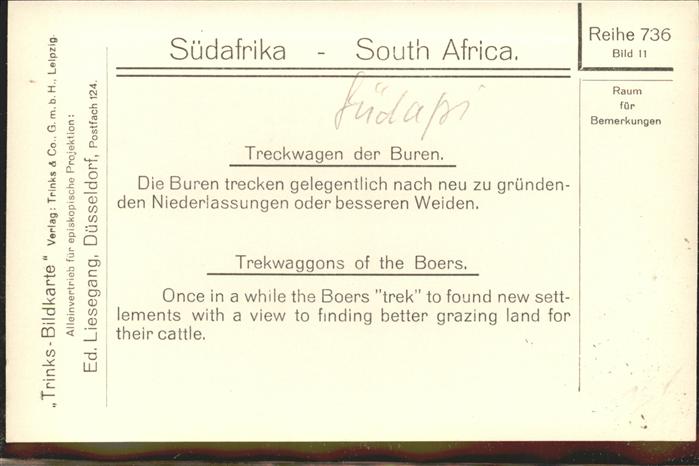 Südafrika - South Africa.
Reihe 736
Bild 11
Raum
für
Bemerkungen
Treckwagen der Buren.
Die Buren trecken gelegentlich nach neu zu gründen-
den Niederlassungen oder besseren Weiden.
Trekwaggons of the Boers.
Once in a while the Boers "trek" to found new sett-
lements with a view to finding better grazing land for
their cattle.
„Trinks-Bildkarte“ Verlag: Trinks & Co., G. m. b. H., Leipzig.
Alleinvertrieb für episkopische Projektion:
Ed. Liesegang, Düsseldorf, Postfach 124.